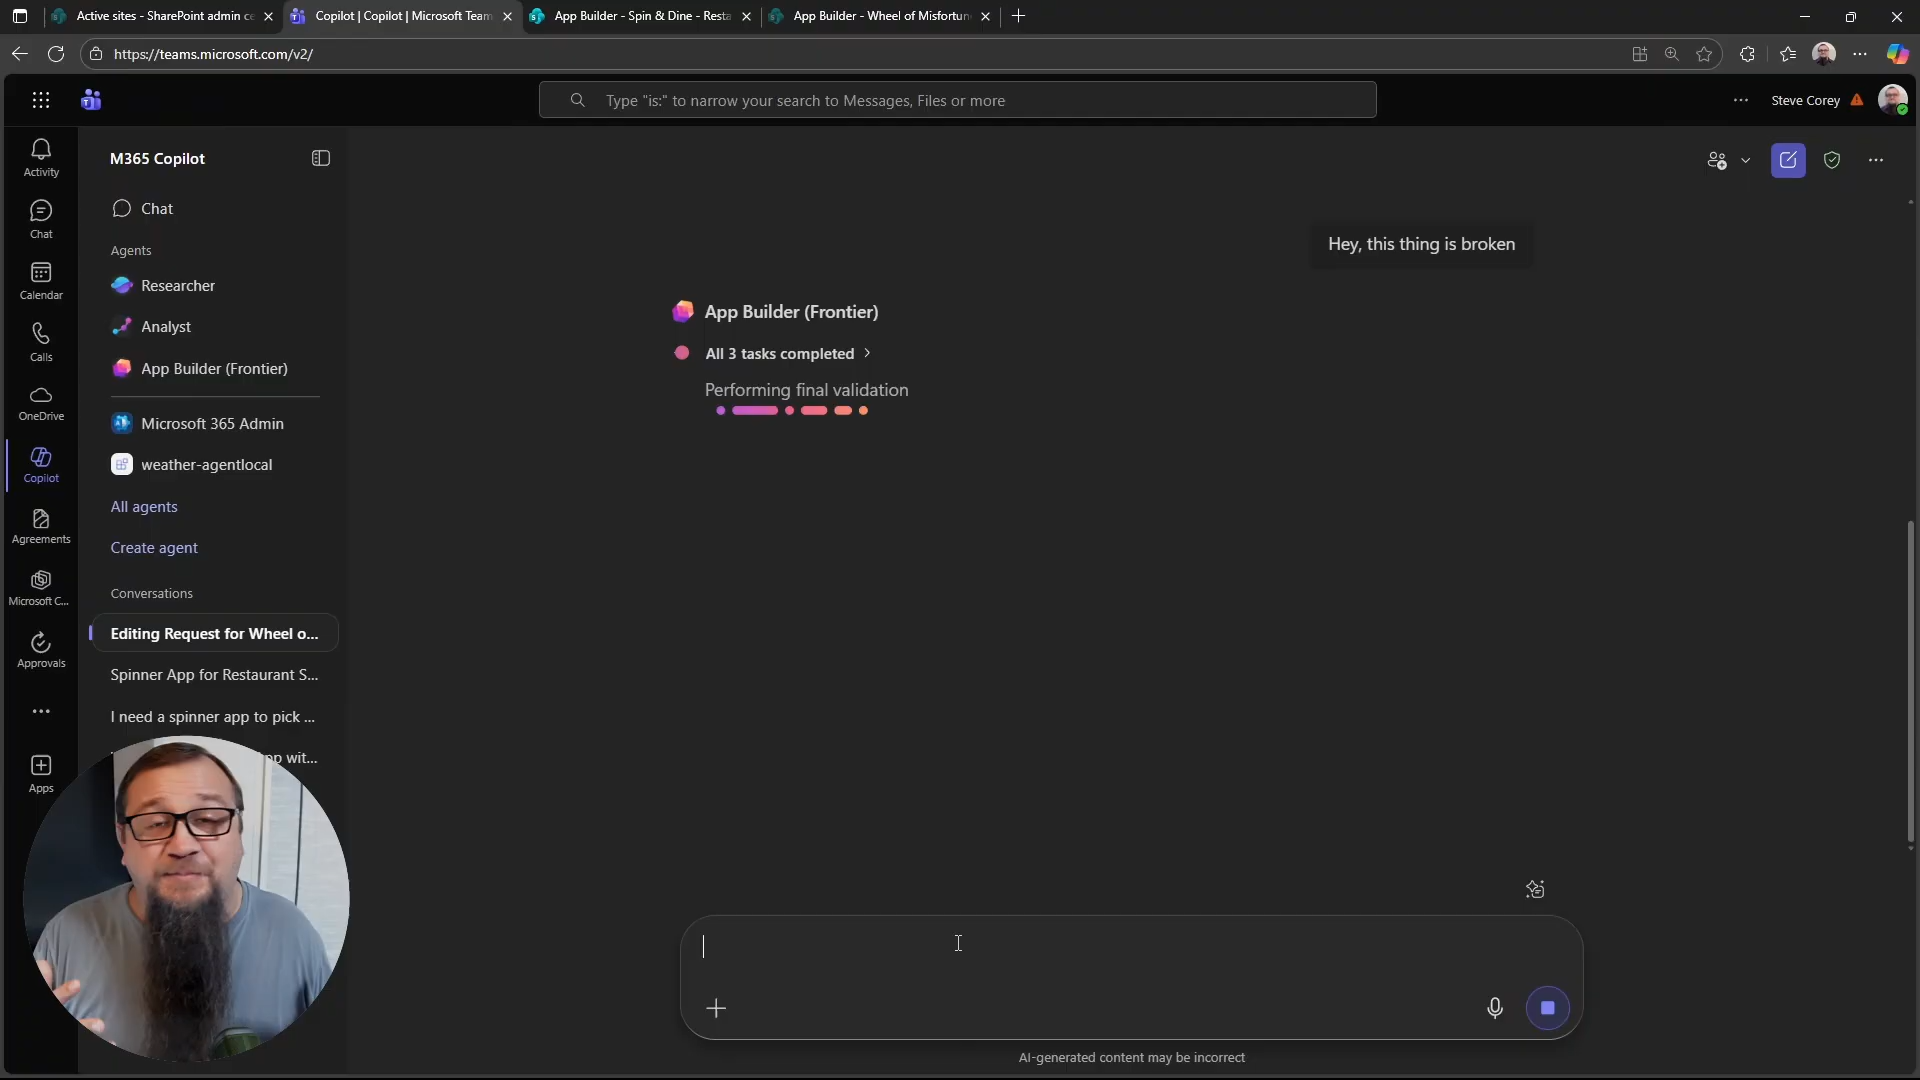 Active sites - SharePoint admin ce
Copilot | Copilot | Microsoft Team
App Builder - Spin & Dine - Resta
App Builder - Wheel of Misfortun
https://teams.microsoft.com/v2/
Type "is:" to narrow your search to Messages, Files or more
Steve Corey
Activity
Chat
Calendar
Calls
OneDrive
Copilot
Agreements
Microsoft C...
Approvals
Apps
M365 Copilot
Chat
Agents
Researcher
Analyst
App Builder (Frontier)
Microsoft 365 Admin
weather-agentlocal
All agents
Create agent
Conversations
Editing Request for Wheel o...
Spinner App for Restaurant S...
I need a spinner app to pick ...
wit...
Hey, this thing is broken
App Builder (Frontier)
All 3 tasks completed
Performing final validation
AI-generated content may be incorrect